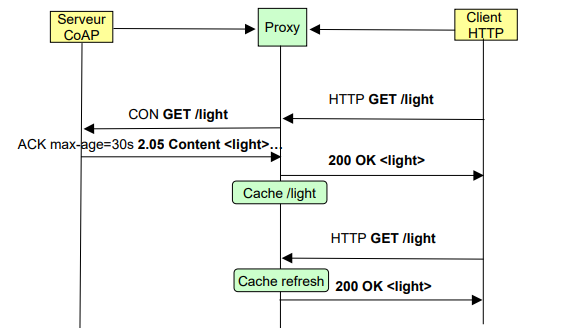 Serveur
CoAP
Proxy
Client
HTTP
HTTP GET /light
CON GET /light
ACK max-age=30s 2.05 Content <light>...
200 OK <light>
Cache /light
HTTP GET /light
Cache refresh
200 OK <light>